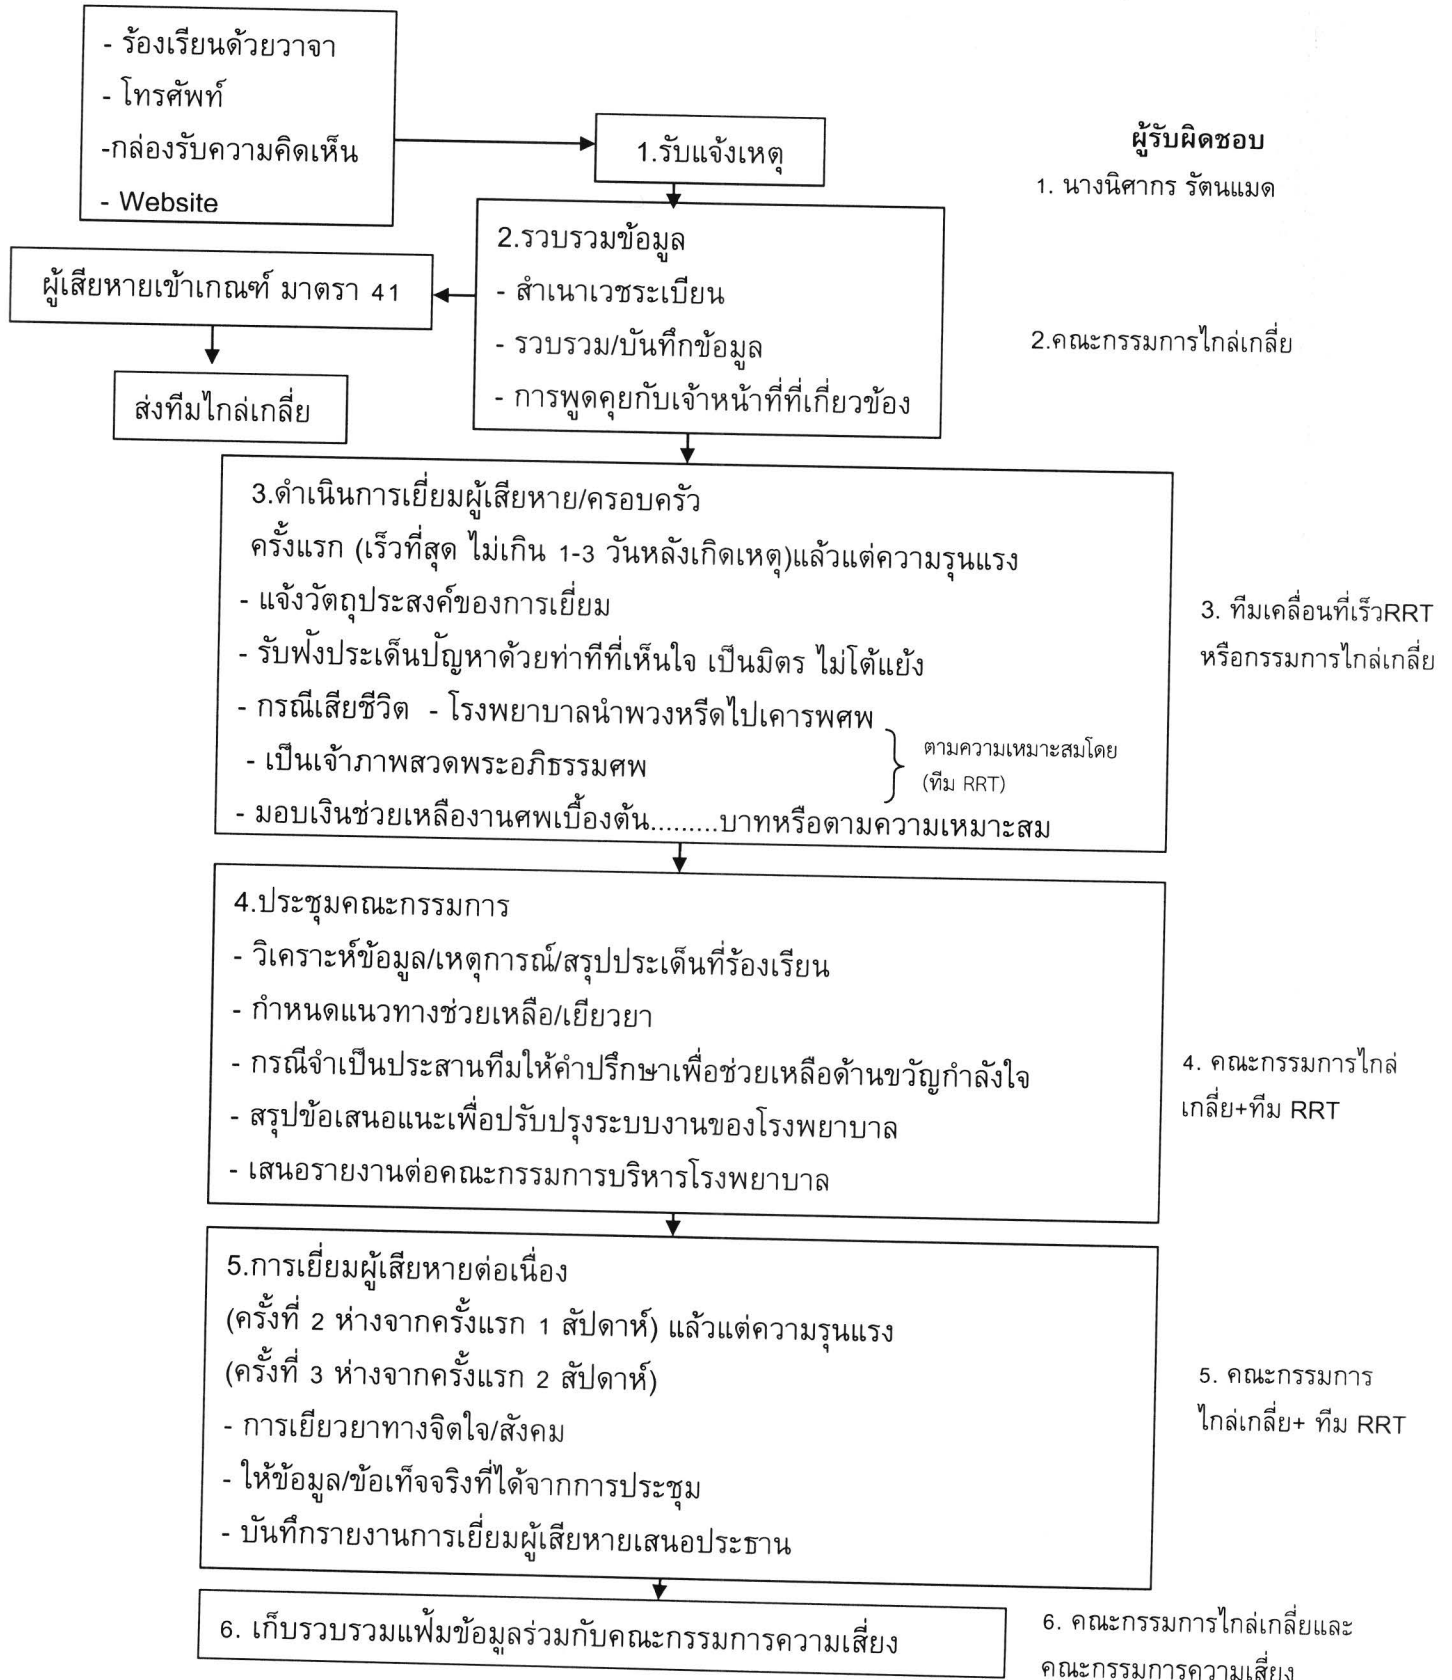 - ร้องเรียนด้วยวาจา
- โทรศัพท์
-กล่องรับความคิดเห็น
- Website
1.รับแจ้งเหตุ
ผู้รับผิดชอบ
1. นางนิศากร รัตนแมด
2.รวบรวมข้อมูล
- สำเนาเวชระเบียน
- รวบรวม/บันทึกข้อมูล
- การพูดคุยกับเจ้าหน้าที่ที่เกี่ยวข้อง
ผู้เสียหายเข้าเกณฑ์ มาตรา 41
ส่งทีมไกล่เกลี่ย
2.คณะกรรมการไกล่เกลี่ย
3.ดำเนินการเยี่ยมผู้เสียหาย/ครอบครัว
ครั้งแรก (เร็วที่สุด ไม่เกิน 1-3 วันหลังเกิดเหตุ)แล้วแต่ความรุนแรง
- แจ้งวัตถุประสงค์ของการเยี่ยม
- รับฟังประเด็นปัญหาด้วยท่าทีที่เห็นใจ เป็นมิตร ไม่โต้แย้ง
- กรณีเสียชีวิต - โรงพยาบาลนำพวงหรีดไปเคารพศพ
- เป็นเจ้าภาพสวดพระอภิธรรมศพ
- มอบเงินช่วยเหลืองานศพเบื้องต้น.........บาทหรือตามความเหมาะสม
ตามความเหมาะสมโดย
(ทีม RRT)
3. ทีมเคลื่อนที่เร็วRRT
หรือกรรมการไกล่เกลี่ย
4.ประชุมคณะกรรมการ
- วิเคราะห์ข้อมูล/เหตุการณ์/สรุปประเด็นที่ร้องเรียน
- กำหนดแนวทางช่วยเหลือ/เยียวยา
- กรณีจำเป็นประสานทีมให้คำปรึกษาเพื่อช่วยเหลือด้านขวัญกำลังใจ
- สรุปข้อเสนอแนะเพื่อปรับปรุงระบบงานของโรงพยาบาล
- เสนอรายงานต่อคณะกรรมการบริหารโรงพยาบาล
4. คณะกรรมการไกล่
เกลี่ย+ทีม RRT
5.การเยี่ยมผู้เสียหายต่อเนื่อง
(ครั้งที่ 2 ห่างจากครั้งแรก 1 สัปดาห์) แล้วแต่ความรุนแรง
(ครั้งที่ 3 ห่างจากครั้งแรก 2 สัปดาห์)
- การเยียวยาทางจิตใจ/สังคม
- ให้ข้อมูล/ข้อเท็จจริงที่ได้จากการประชุม
- บันทึกรายงานการเยี่ยมผู้เสียหายเสนอประธาน
5. คณะกรรมการ
ไกล่เกลี่ย+ ทีม RRT
6. เก็บรวบรวมแฟ้มข้อมูลร่วมกับคณะกรรมการความเสี่ยง
6. คณะกรรมการไกล่เกลี่ยและ
คณะกรรมการความเสี่ยง